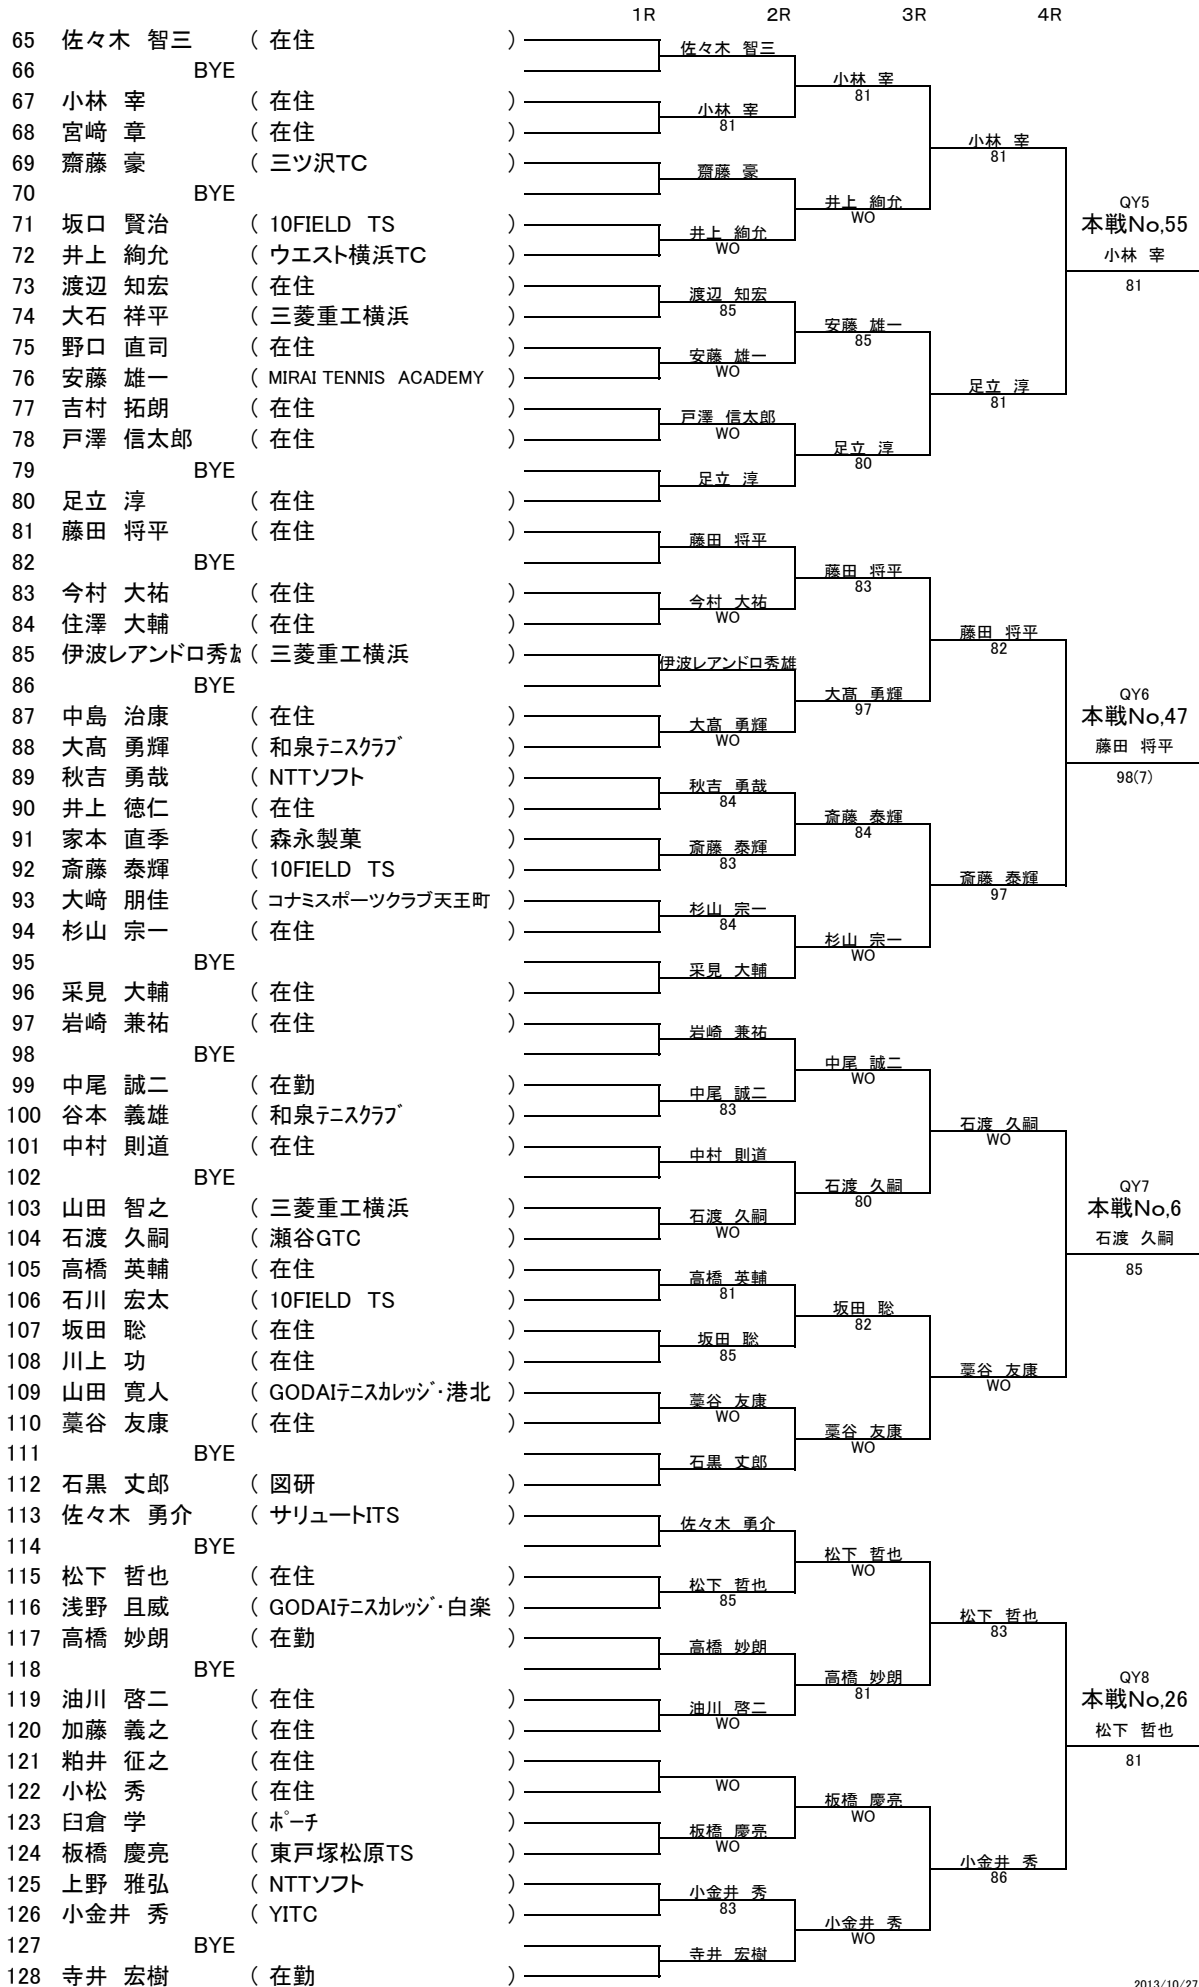 1R 2R 3R 4R
65 佐々木 智三 ( 在住 ) 佐々木 智三
66 BYE 小林 宰
67 小林 宰 ( 在住 ) 小林 宰 81
68 宮﨑 章 ( 在住 ) 81 小林 宰
69 齋藤 豪 ( 三ツ沢TC ) 齋藤 豪 81
70 BYE 井上 絢允 QY5
71 坂口 賢治 ( 10FIELD TS ) 井上 絢允 WO 本戦No,55
72 井上 絢允 ( ウエスト横浜TC ) WO 小林 宰
73 渡辺 知宏 ( 在住 ) 渡辺 知宏 81
74 大石 祥平 ( 三菱重工横浜 ) 85 安藤 雄一
75 野口 直司 ( 在住 ) 安藤 雄一 85
76 安藤 雄一 ( MIRAI TENNIS ACADEMY ) WO 足立 淳
77 吉村 拓朗 ( 在住 ) 戸澤 信太郎 81
78 戸澤 信太郎 ( 在住 ) WO 足立 淳
79 BYE 足立 淳 80
80 足立 淳 ( 在住 )
81 藤田 将平 ( 在住 ) 藤田 将平
82 BYE 藤田 将平
83 今村 大祐 ( 在住 ) 今村 大祐 83
84 住澤 大輔 ( 在住 ) WO 藤田 将平
85 伊波レアンドロ秀雄 ( 三菱重工横浜 ) 伊波レアンドロ秀雄 82
86 BYE 大髙 勇輝 QY6
87 中島 治康 ( 在住 ) 大髙 勇輝 97 本戦No,47
88 大髙 勇輝 ( 和泉テニスクラブ ) WO 藤田 将平
89 秋吉 勇哉 ( NTTソフト ) 秋吉 勇哉 98(7)
90 井上 徳仁 ( 在住 ) 84 斎藤 泰輝
91 家本 直季 ( 森永製菓 ) 斎藤 泰輝 84
92 斎藤 泰輝 ( 10FIELD TS ) 83 斎藤 泰輝
93 大﨑 朋佳 ( コナミスポーツクラブ天王町 ) 杉山 宗一 97
94 杉山 宗一 ( 在住 ) 84 杉山 宗一
95 BYE 采見 大輔 WO
96 采見 大輔 ( 在住 )
97 岩崎 兼祐 ( 在住 ) 岩崎 兼祐
98 BYE 中尾 誠二
99 中尾 誠二 ( 在勤 ) 中尾 誠二 WO
100 谷本 義雄 ( 和泉テニスクラブ ) 83 石渡 久嗣
101 中村 則道 ( 在住 ) 中村 則道 WO
102 BYE 石渡 久嗣 QY7
103 山田 智之 ( 三菱重工横浜 ) 石渡 久嗣 80 本戦No,6
104 石渡 久嗣 ( 瀬谷GTC ) WO 石渡 久嗣
105 高橋 英輔 ( 在住 ) 高橋 英輔 85
106 石川 宏太 ( 10FIELD TS ) 81 坂田 聡
107 坂田 聡 ( 在住 ) 坂田 聡 82
108 川上 功 ( 在住 ) 85 藁谷 友康
109 山田 寛人 ( GODAIテニスカレッジ・港北 ) 藁谷 友康 WO
110 藁谷 友康 ( 在住 ) WO 藁谷 友康
111 BYE 石黒 丈郎 WO
112 石黒 丈郎 ( 図研 )
113 佐々木 勇介 ( サリュートITS ) 佐々木 勇介
114 BYE 松下 哲也
115 松下 哲也 ( 在住 ) 松下 哲也 WO
116 浅野 且威 ( GODAIテニスカレッジ・白楽 ) 85 松下 哲也
117 高橋 妙朗 ( 在勤 ) 高橋 妙朗 83
118 BYE 高橋 妙朗 QY8
119 油川 啓二 ( 在住 ) 油川 啓二 81 本戦No,26
120 加藤 義之 ( 在住 ) WO 松下 哲也
121 粕井 征之 ( 在住 ) 81
122 小松 秀 ( 在住 ) WO 板橋 慶亮
123 臼倉 学 ( ポーチ ) 板橋 慶亮 WO
124 板橋 慶亮 ( 東戸塚松原TS ) WO 小金井 秀
125 上野 雅弘 ( NTTソフト ) 小金井 秀 86
126 小金井 秀 ( YITC ) 83 小金井 秀
127 BYE 寺井 宏樹 WO
128 寺井 宏樹 ( 在勤 )
2013/10/27